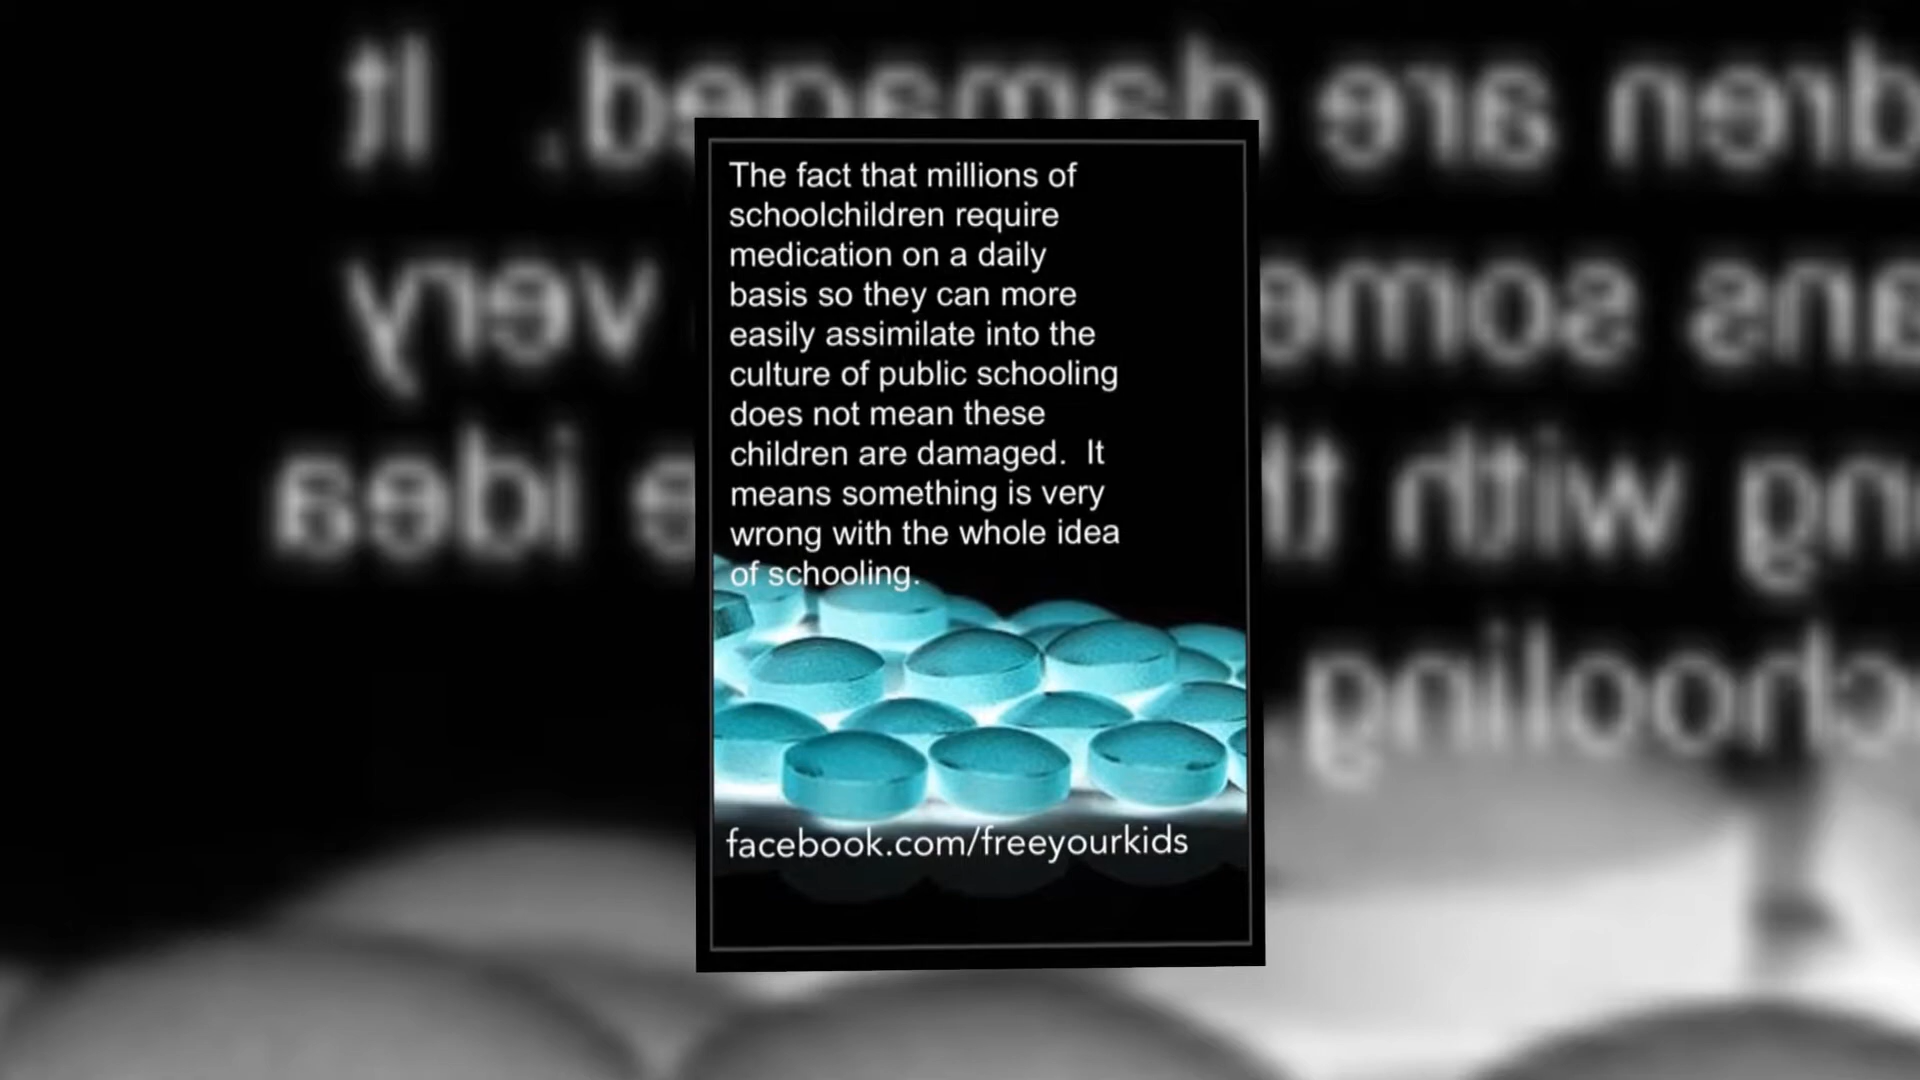 The fact that millions of
schoolchildren require
medication on a daily
basis so they can more
easily assimilate into the
culture of public schooling
does not mean these
children are damaged.  It
means something is very
wrong with the whole idea
of schooling.
facebook.com/freeyourkids